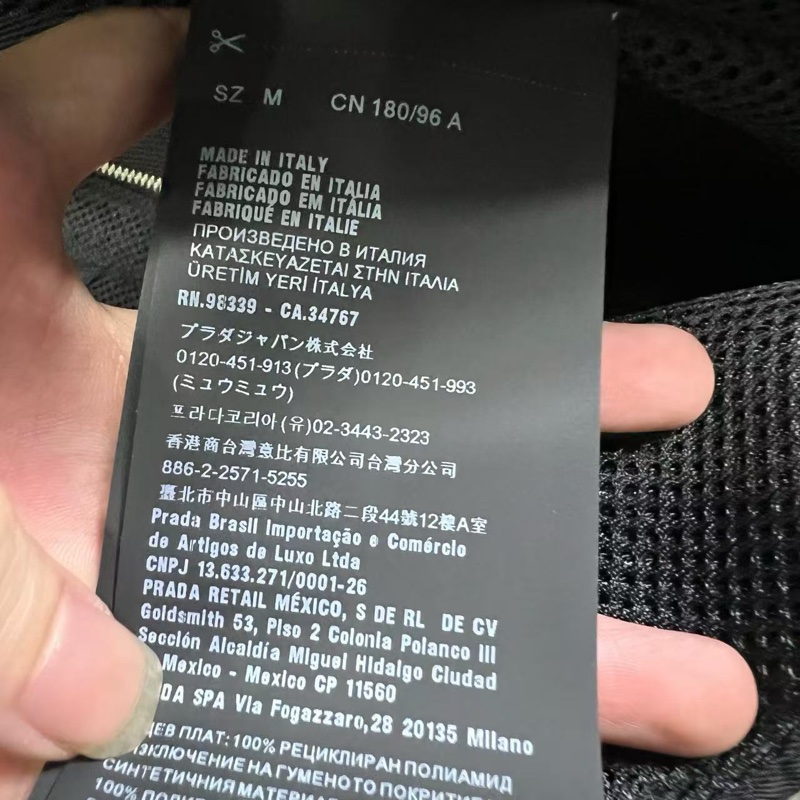 SZ M CN 180/96 A
MADE IN ITALY
FABRICADO EN ITALIA
FABRICADO EM ITÁLIA
FABRIQUÉ EN ITALIE
ПРОИЗВЕДЕНО В ИТАЛИЯ
ΚΑΤΑΣΚΕΥΑΖΕΤΑΙ ΣΤΗΝ ΙΤΑΛΙΑ
ÜRETİM YERİ İTALYA
RN.98339 - CA.34767
プラダジャパン株式会社
0120-451-913(プラダ)0120-451-993
(ミュウミュウ)
프라다코리아(유)02-3443-2323
香港商台灣意比有限公司台灣分公司
886-2-2571-5255
臺北市中山區中山北路二段44號12樓A室
Prada Brasil Importação e Comércio
de Artigos de Luxo Ltda
CNPJ 13.633.271/0001-26
PRADA RETAIL MÉXICO, S DE RL DE CV
Goldsmith 53, Piso 2 Colonia Polanco III
Sección Alcaldía Miguel Hidalgo Ciudad
Mexico - Mexico CP 11560
DA SPA Via Fogazzaro,28 20135 Milano
ЦЕВ ПЛАТ: 100% РЕЦИКЛИРАН ПОЛИАМИД
ЗКЛЮЧЕНИЕ НА ГУМЕНОТО ПОКРИТИЕ
СИНТЕТИЧНИЯ МАТЕРИАЛ
100%